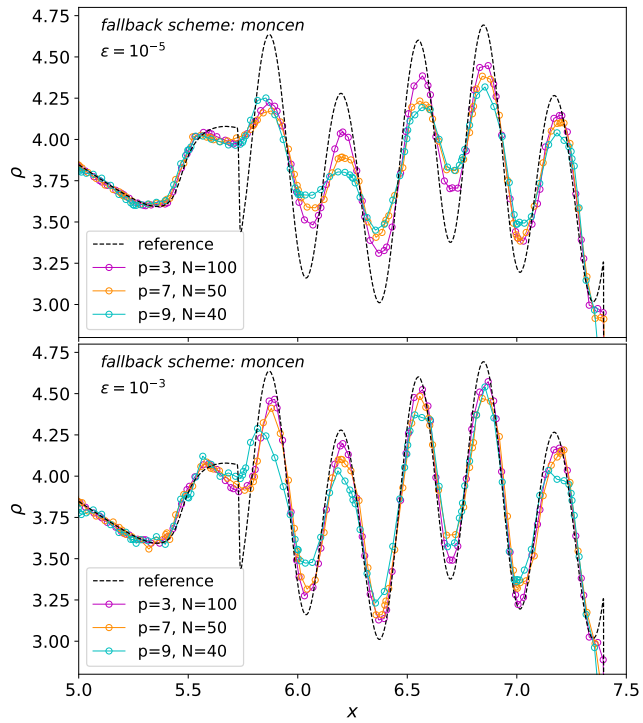 fallback scheme: moncen
ε = 10⁻⁵
4.75
4.50
4.25
4.00
3.75
3.50
3.25
3.00
ρ
reference
p=3, N=100
p=7, N=50
p=9, N=40
fallback scheme: moncen
ε = 10⁻³
4.75
4.50
4.25
4.00
3.75
3.50
3.25
3.00
ρ
reference
p=3, N=100
p=7, N=50
p=9, N=40
5.0 5.5 6.0 6.5 7.0 7.5
x